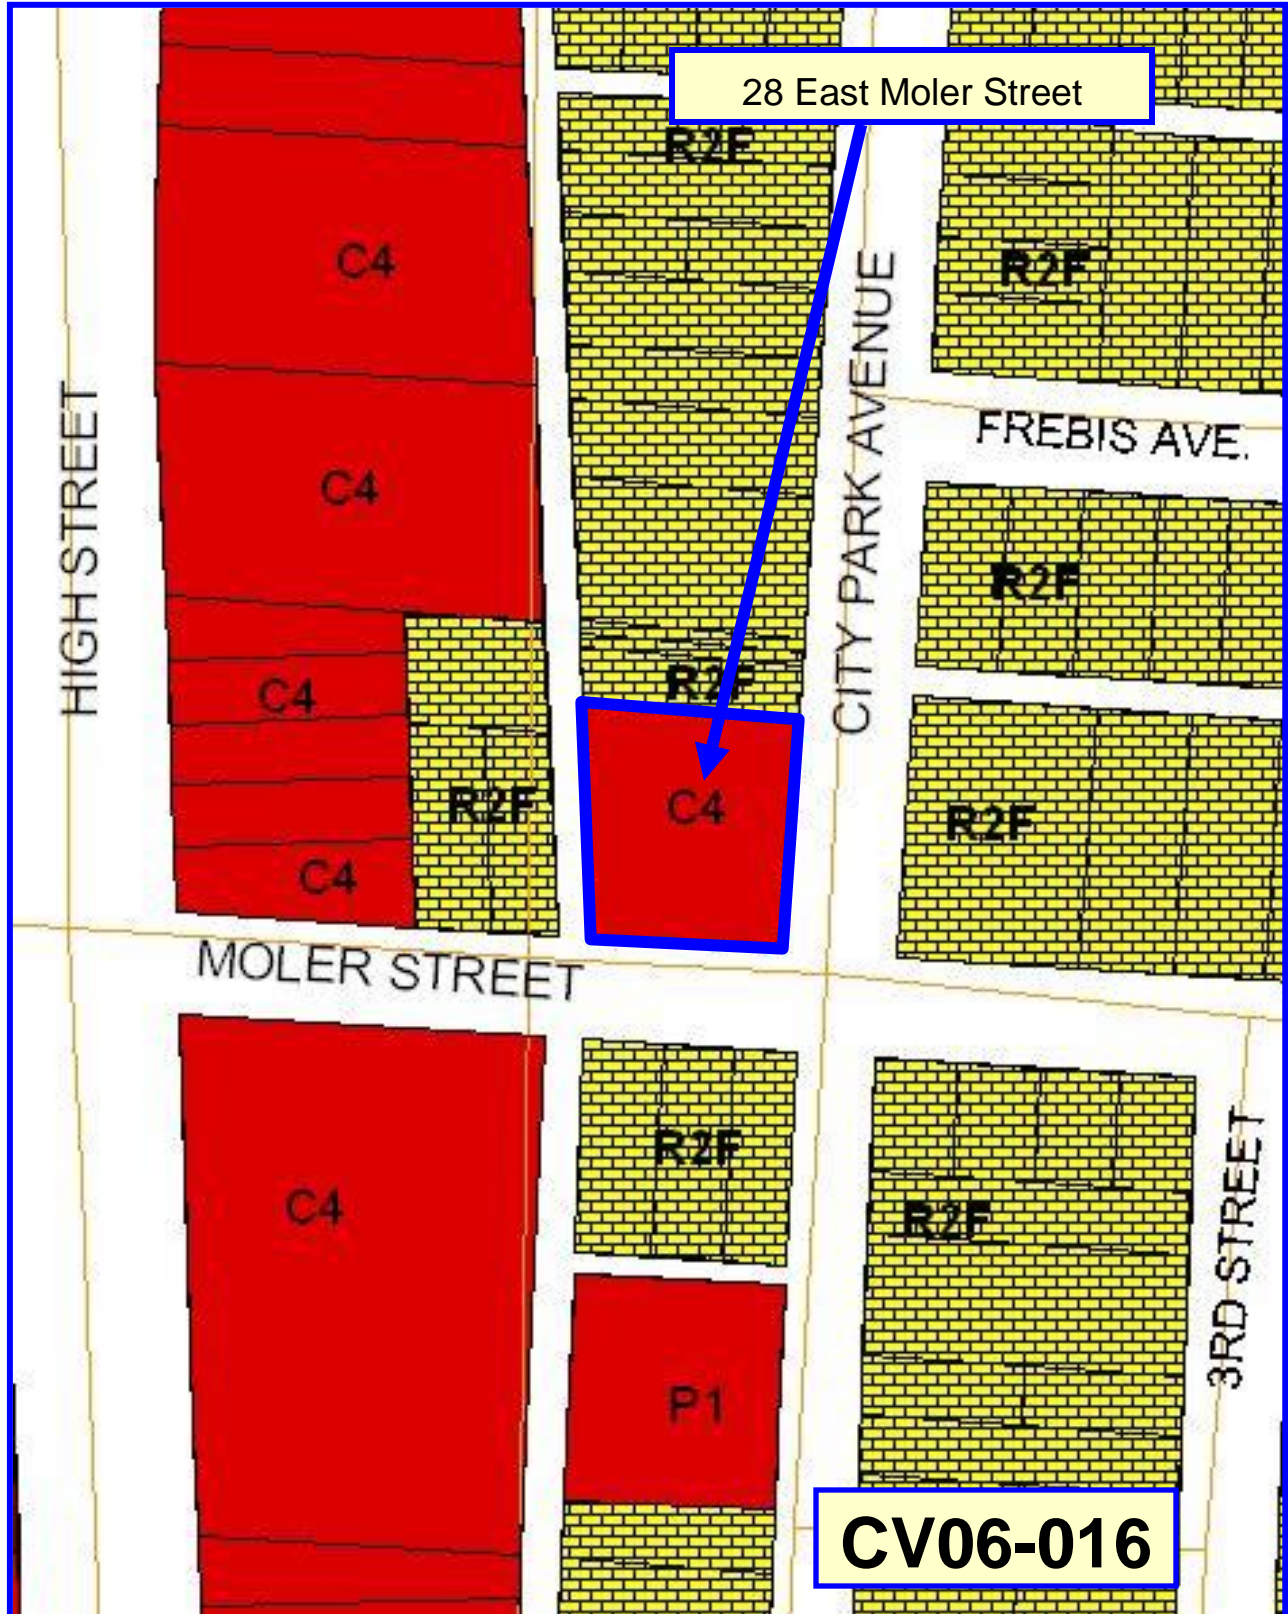 28 East Moler Street
R2F
C4
R2F
HIGH STREET
CITY PARK AVENUE
FREBIS AVE.
C4
R2F
R2F
C4
C4
R2F
C4
R2F
C4
MOLER STREET
R2F
C4
R2F
3RD STREET
P1
CV06-016